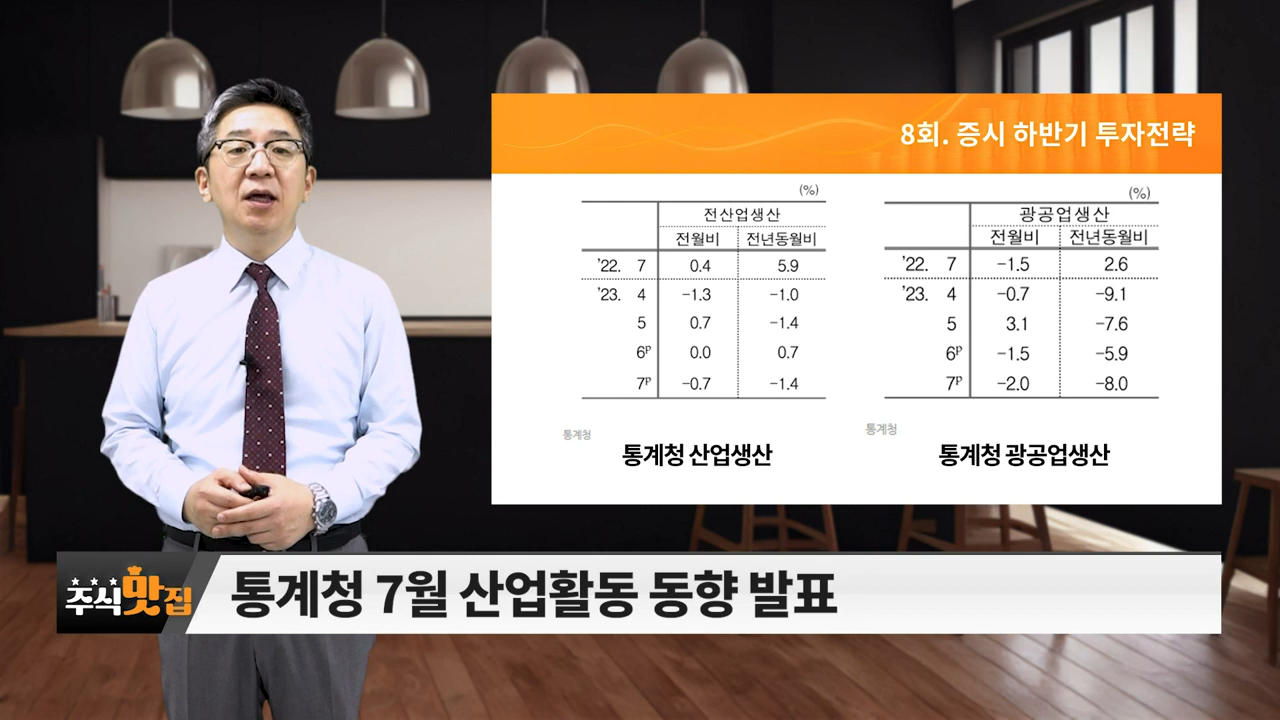 8회. 증시 하반기 투자전략
(%)
전산업생산
전월비 전년동월비
'22. 7 0.4 5.9
'23. 4 -1.3 -1.0
5 0.7 -1.4
6ᵖ 0.0 0.7
7ᵖ -0.7 -1.4
통계청
통계청 산업생산
(%)
광공업생산
전월비 전년동월비
'22. 7 -1.5 2.6
'23. 4 -0.7 -9.1
5 3.1 -7.6
6ᵖ -1.5 -5.9
7ᵖ -2.0 -8.0
통계청
통계청 광공업생산
주식맛집
통계청 7월 산업활동 동향 발표